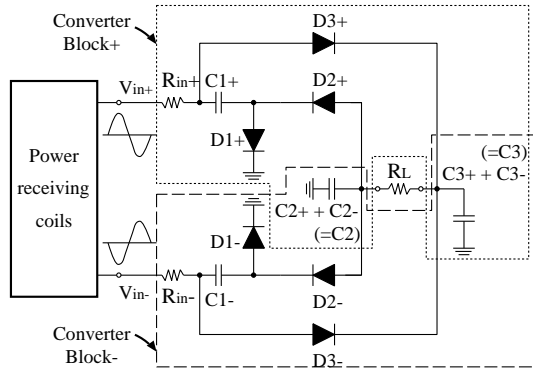 Converter
Block+
D3+
Vin+
Rin+
C1+
D2+
D1+
Power
receiving
coils
RL
(=C3)
C3+ + C3-
C2+ + C2-
(=C2)
D1-
Vin-
Rin-
C1-
D2-
Converter
Block-
D3-